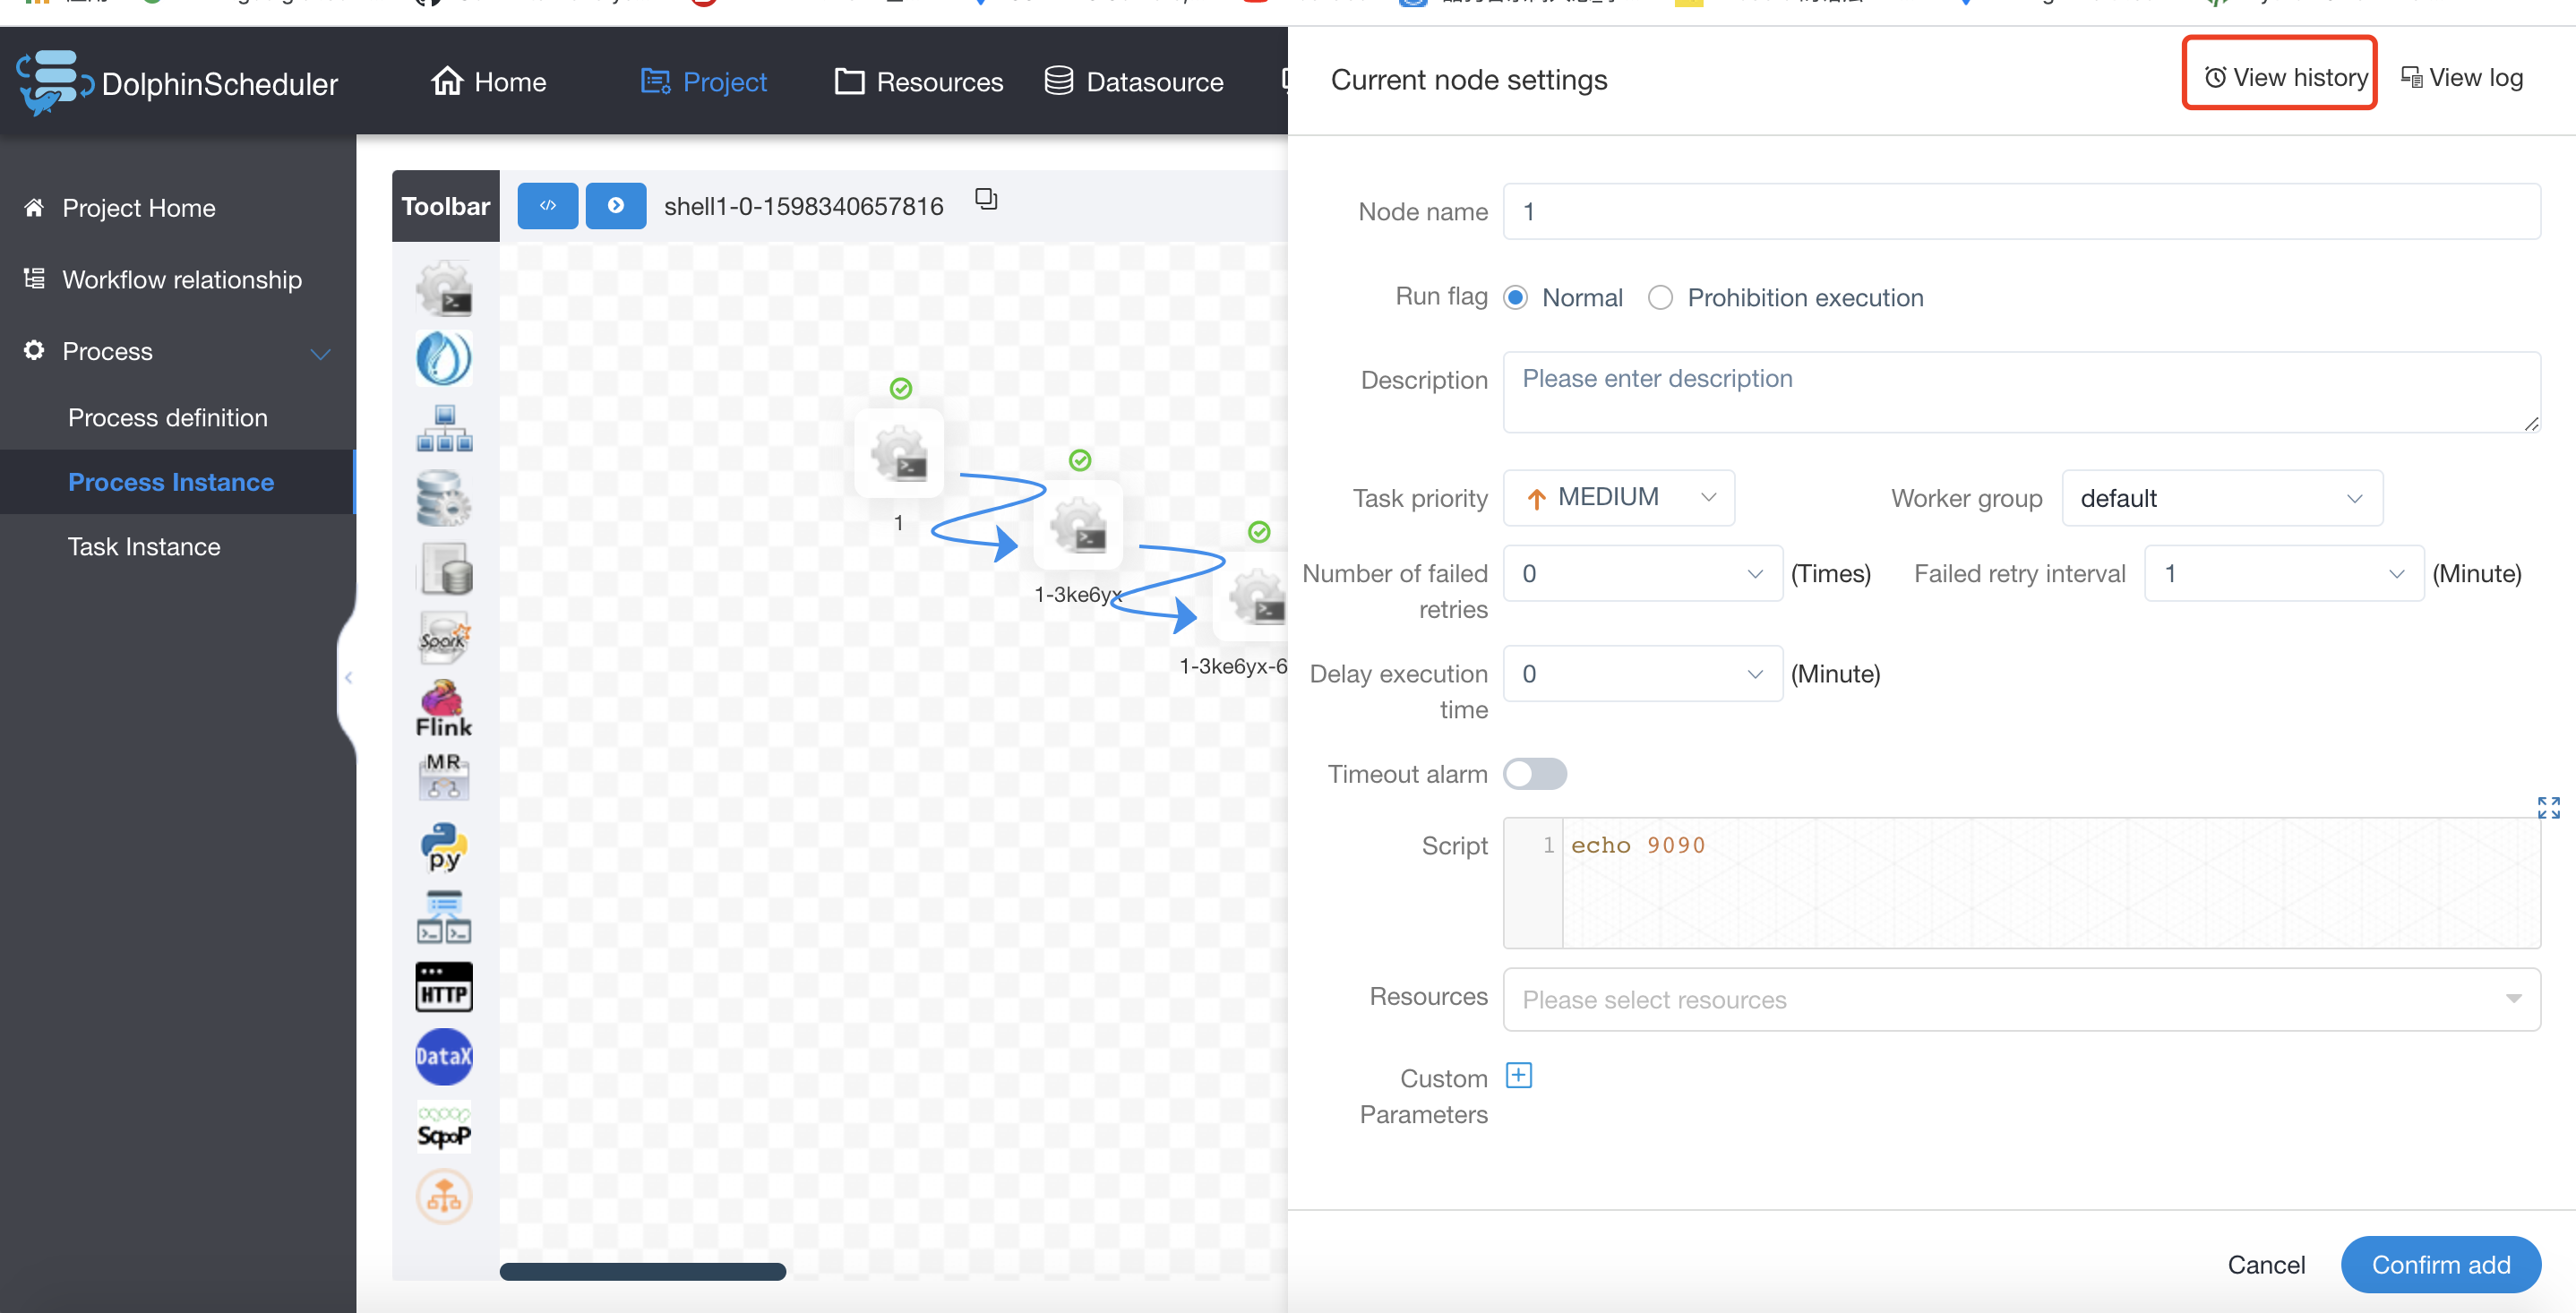 DolphinScheduler
Home
Project
Resources
Datasource
Current node settings
View history
View log
Project Home
Workflow relationship
Process
Process definition
Process Instance
Task Instance
Toolbar
</>
shell1-0-1598340657816
Spark
Flink
MR
py
HTTP
DataX
sqoop
1
1-3ke6yx
1-3ke6yx-6
Node name
1
Run flag
Normal
Prohibition execution
Description
Please enter description
Task priority
MEDIUM
Worker group
default
Number of failed
retries
0
(Times)
Failed retry interval
1
(Minute)
Delay execution
time
0
(Minute)
Timeout alarm
Script
1
echo 9090
Resources
Please select resources
Custom
Parameters
Cancel
Confirm add